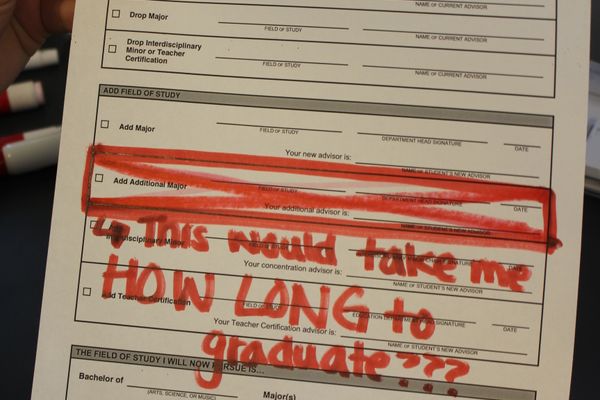 NAME OF CURRENT ADVISOR
Drop Major
FIELD OF STUDY NAME OF CURRENT ADVISOR
Drop Interdisciplinary
Minor or Teacher
Certification
FIELD OF STUDY NAME OF CURRENT ADVISOR
ADD FIELD OF STUDY
Add Major
FIELD OF STUDY DEPARTMENT HEAD SIGNATURE DATE
Your new advisor is:
NAME OF STUDENT'S NEW ADVISOR
Add Additional Major
FIELD OF STUDY DEPARTMENT HEAD SIGNATURE DATE
Your additional advisor is:
NAME OF STUDENT'S NEW ADVISOR
This would take me
Interdisciplinary Minor FIELD OF STUDY SIGNATURE DATE
Your concentration advisor is:
NAME OF STUDENT'S NEW ADVISOR
HOW LONG to
Add Teacher Certification FIELD OF STUDY EDUCATION DEPARTMENT HEAD SIGNATURE DATE
Your Teacher Certification advisor is:
NAME OF STUDENT'S NEW ADVISOR
graduate???
THE FIELD OF STUDY I WILL NOW PURSUE IS...
Bachelor of Major(s)
(ARTS, SCIENCE, OR MUSIC)